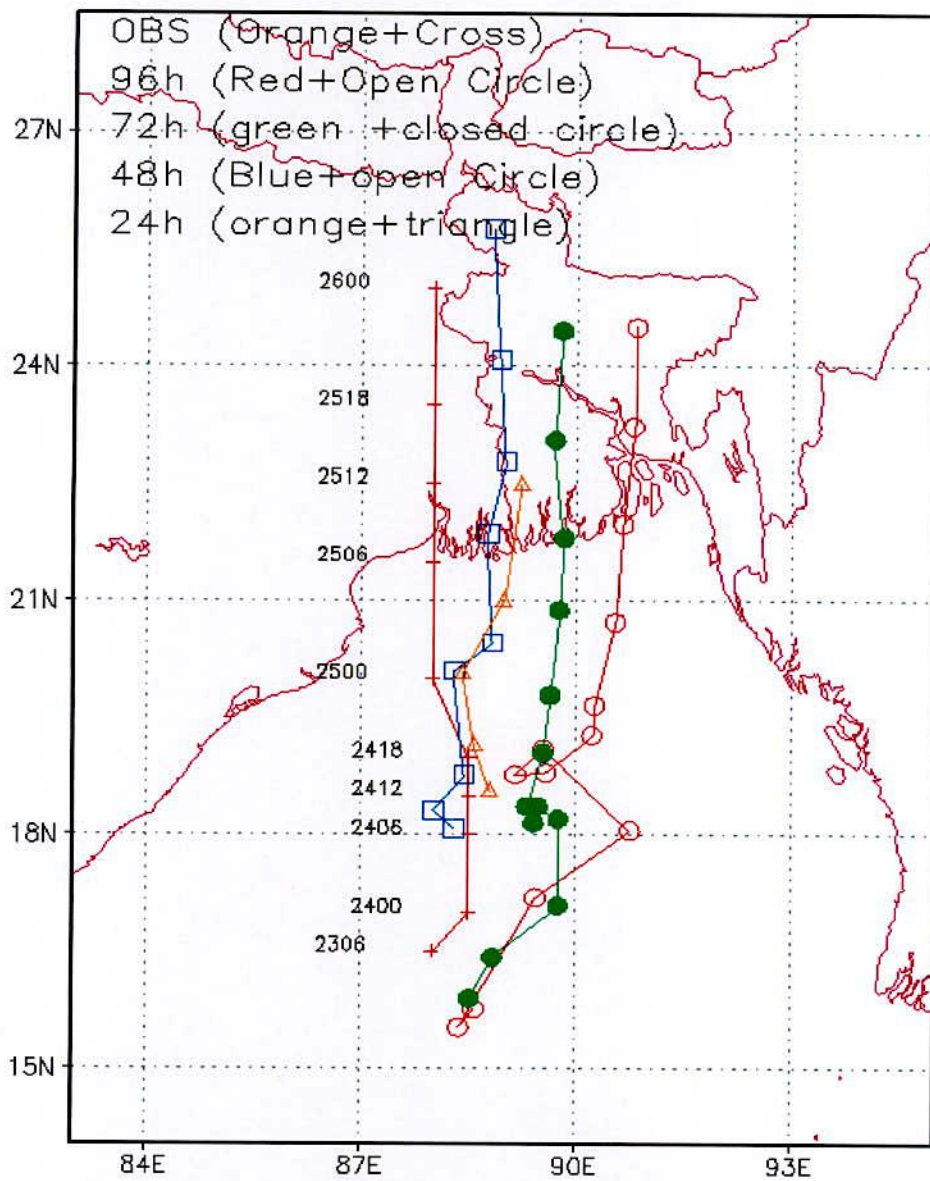 OBS (Orange+Cross)
96h (Red+Open Circle)
27N
72h (green +closed circle)
48h (Blue+open Circle)
24h (orange+triangle)
2600
24N
2518
2512
2506
21N
2500
2418
2412
2406
18N
2400
2306
15N
84E 87E 90E 93E